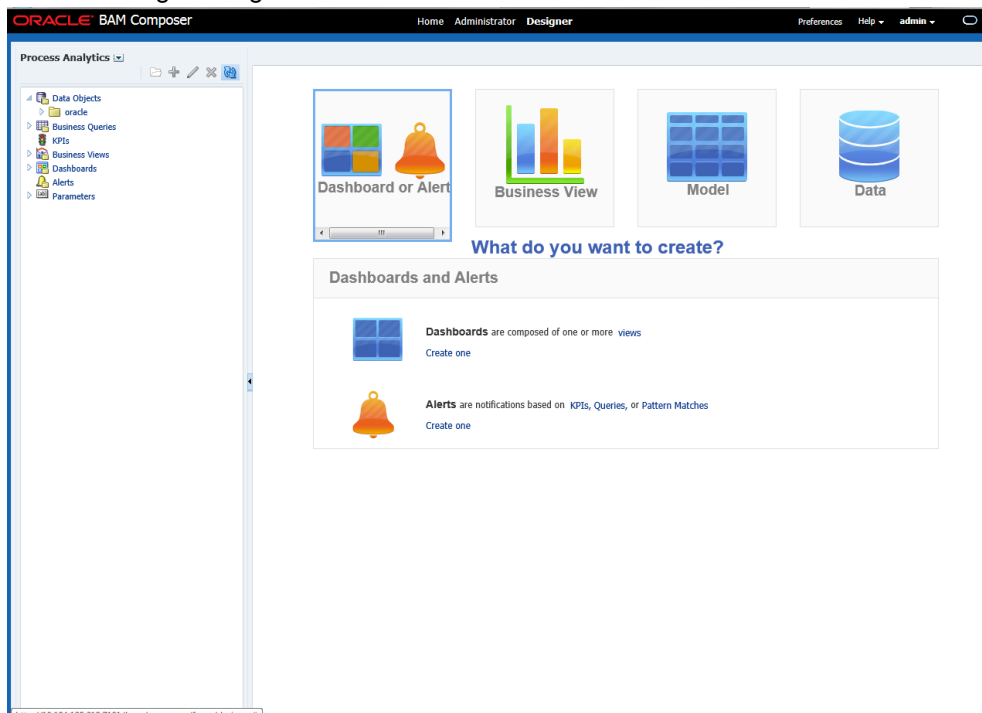 ORACLE BAM Composer
Home Administrator Designer
Preferences Help admin
Process Analytics
Data Objects
oracle
Business Queries
KPIs
Business Views
Dashboards
Alerts
Parameters
Dashboard or Alert
Business View
Model
Data
What do you want to create?
Dashboards and Alerts
Dashboards are composed of one or more views
Create one
Alerts are notifications based on KPIs, Queries, or Pattern Matches
Create one